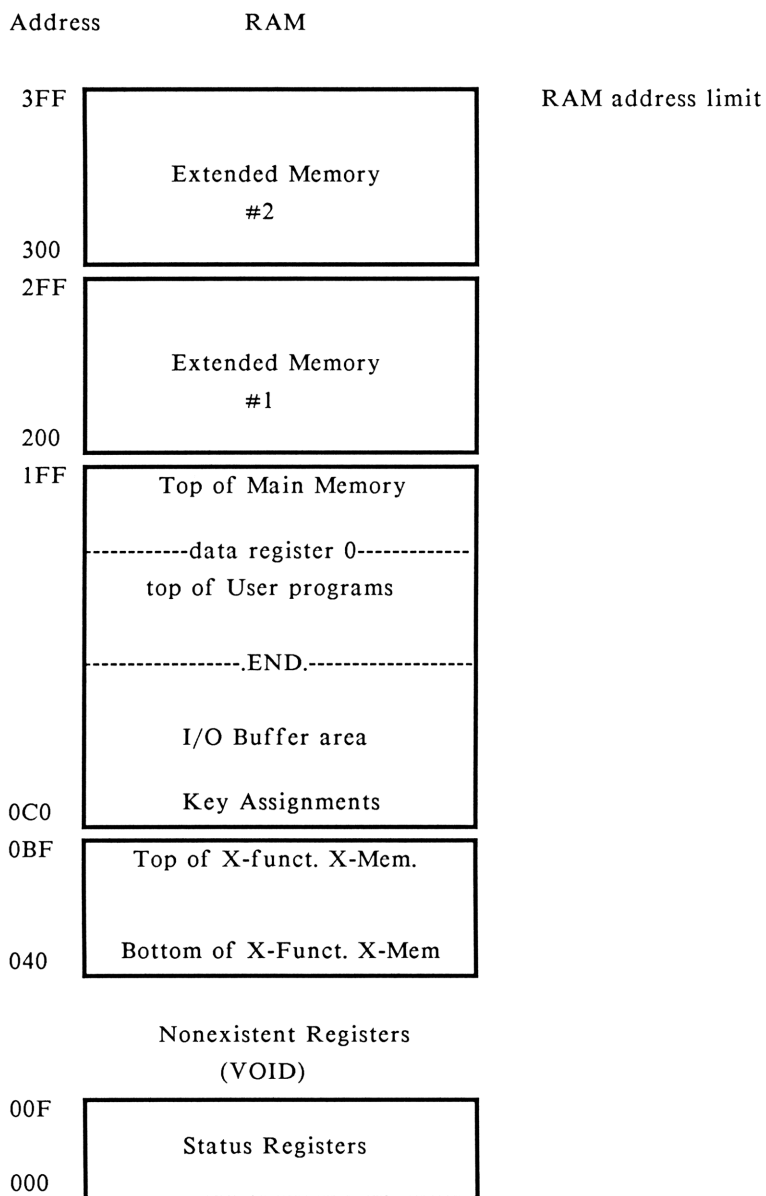 Address RAM
3FF RAM address limit
Extended Memory
#2
300
2FF
Extended Memory
#1
200
1FF Top of Main Memory
-----------data register 0-----------
top of User programs
----------------.END.-----------------
I/O Buffer area
0C0 Key Assignments
0BF Top of X-funct. X-Mem.
040 Bottom of X-Funct. X-Mem
Nonexistent Registers
(VOID)
00F
Status Registers
000